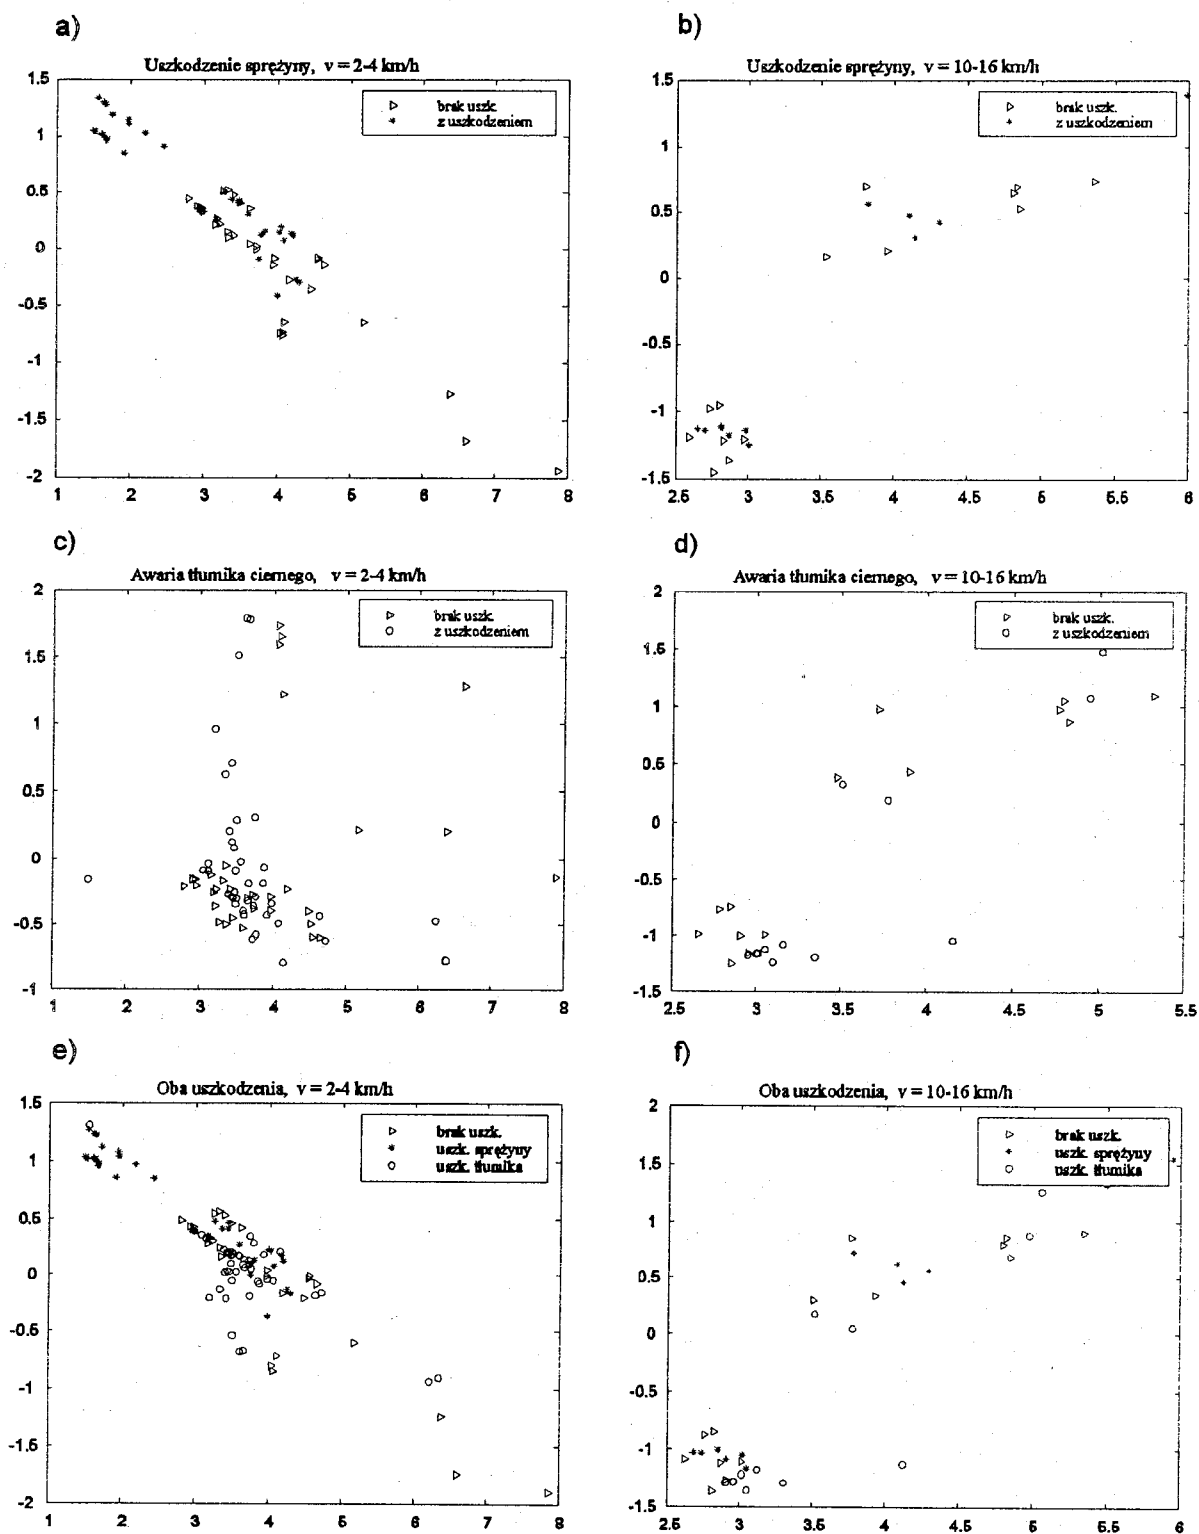 a)
Uszkodzenie sprężyny, v = 2-4 km/h
brak uszk.
z uszkodzeniem
1.5
1
0.5
0
-0.5
-1
-1.5
-2
1 2 3 4 5 6 7 8
b)
Uszkodzenie sprężyny, v = 10-16 km/h
brak uszk.
z uszkodzeniem
1.5
1
0.5
0
-0.5
-1
-1.5
2.5 3 3.5 4 4.5 5 5.5 6
c)
Awaria tłumika ciernego, v = 2-4 km/h
brak uszk.
z uszkodzeniem
2
1.5
1
0.5
0
-0.5
-1
1 2 3 4 5 6 7 8
d)
Awaria tłumika ciernego, v = 10-16 km/h
brak uszk.
z uszkodzeniem
2
1.5
1
0.5
0
-0.5
-1
-1.5
2.5 3 3.5 4 4.5 5 5.5
e)
Oba uszkodzenia, v = 2-4 km/h
brak uszk.
uszk. sprężyny
uszk. tłumika
1.5
1
0.5
0
-0.5
-1
-1.5
-2
1 2 3 4 5 6 7 8
f)
Oba uszkodzenia, v = 10-16 km/h
brak uszk.
uszk. sprężyny
uszk. tłumika
2
1.5
1
0.5
0
-0.5
-1
-1.5
2.5 3 3.5 4 4.5 5 5.5 6